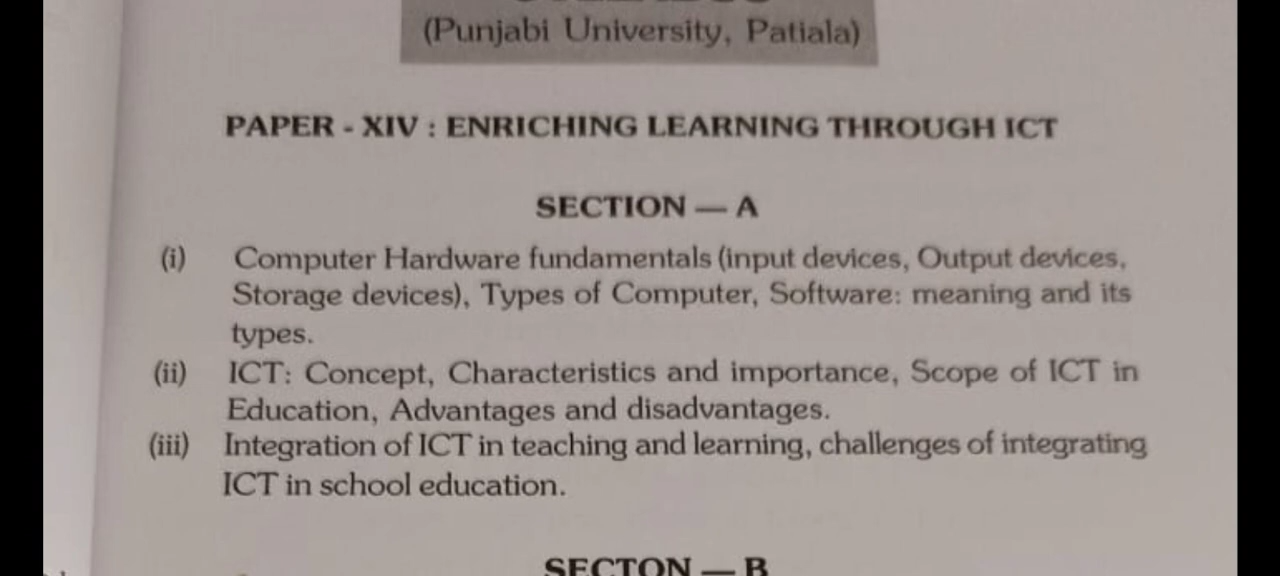 (Punjabi University, Patiala)
PAPER - XIV : ENRICHING LEARNING THROUGH ICT
SECTION — A
(i) Computer Hardware fundamentals (input devices, Output devices,
Storage devices), Types of Computer, Software: meaning and its
types.
(ii) ICT: Concept, Characteristics and importance, Scope of ICT in
Education, Advantages and disadvantages.
(iii) Integration of ICT in teaching and learning, challenges of integrating
ICT in school education.
SECTON — B